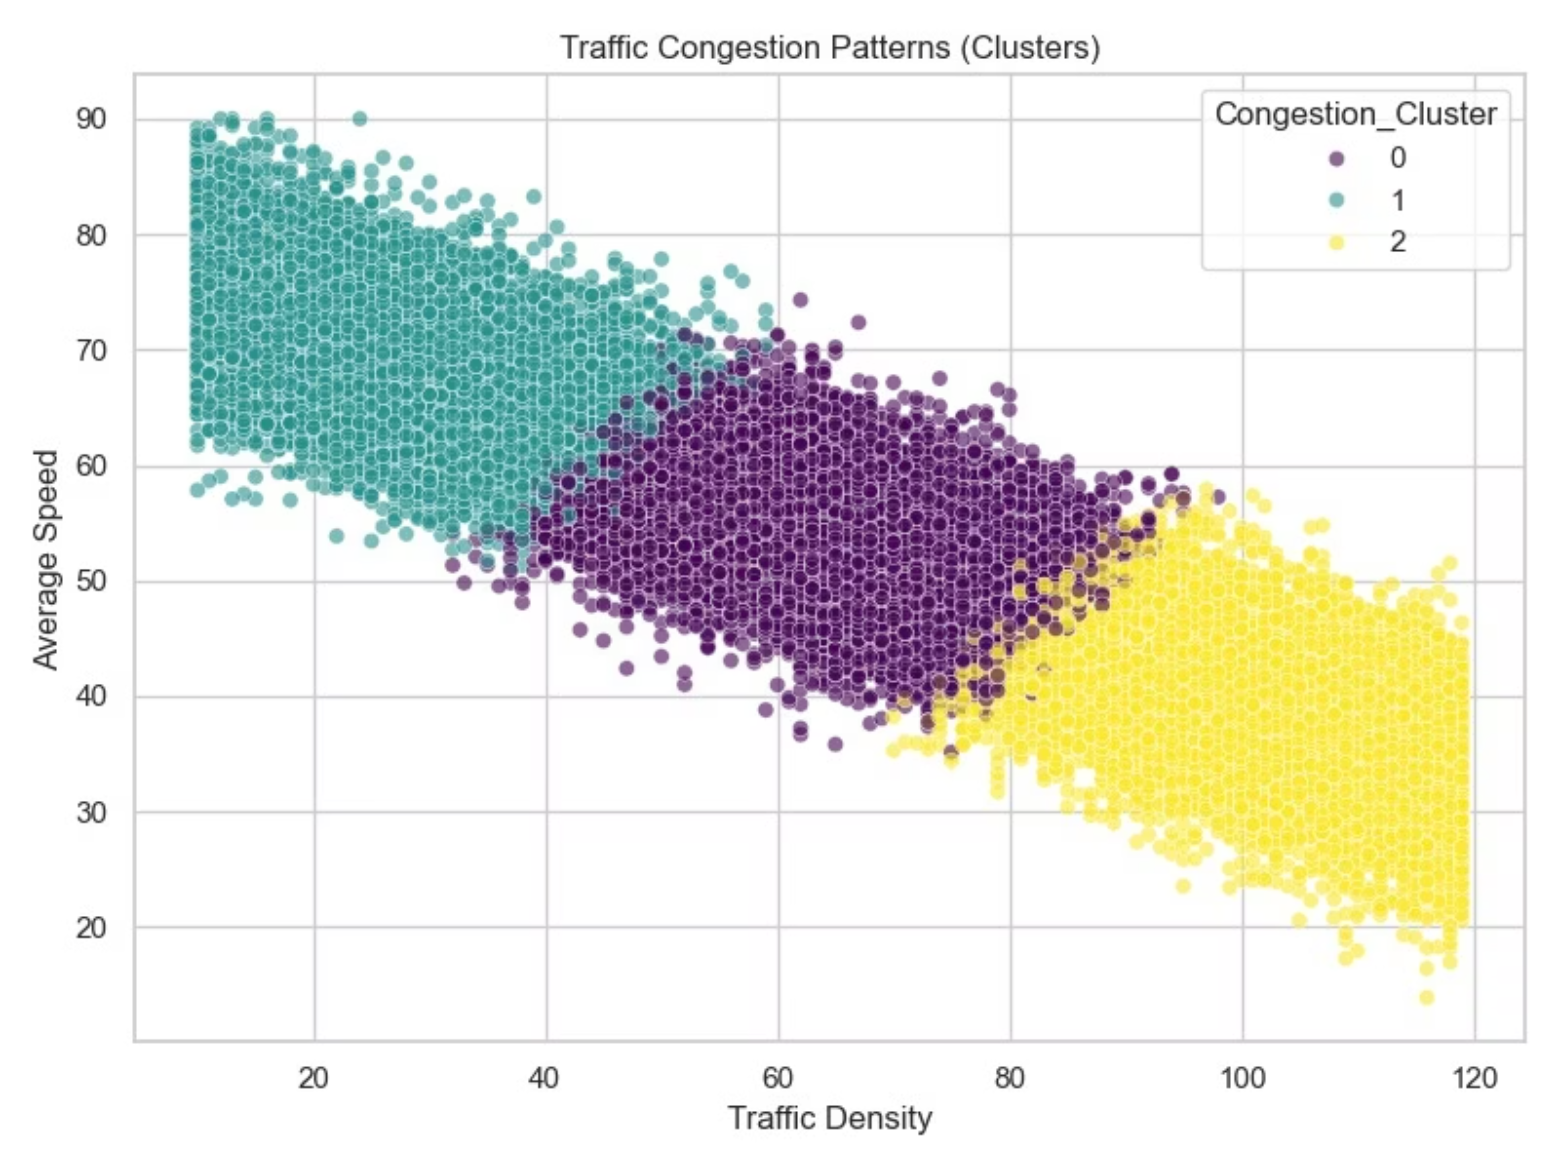 Traffic Congestion Patterns (Clusters)
Congestion_Cluster
0
1
2
90
80
70
60
50
40
30
20
Average Speed
20 40 60 80 100 120
Traffic Density